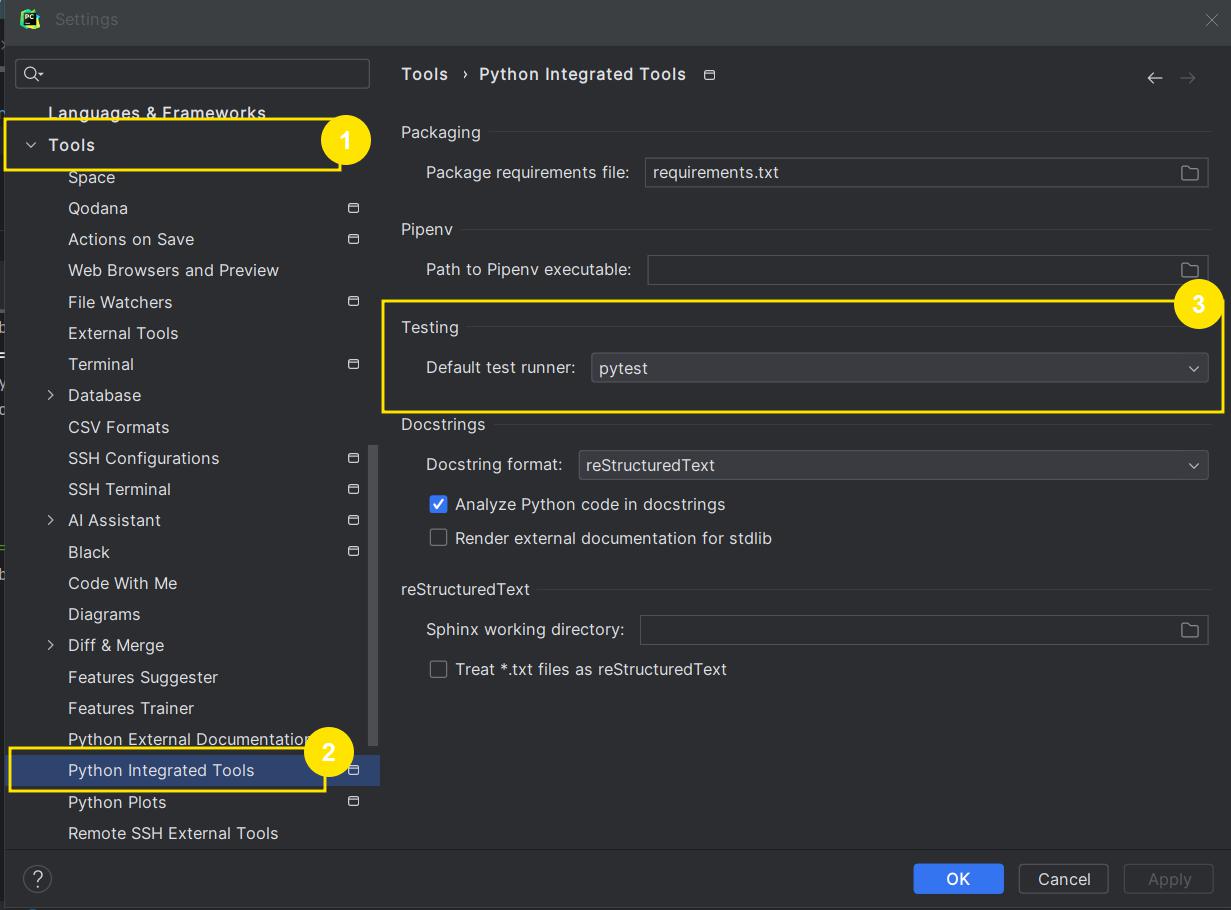 PC
Settings
Languages & Frameworks
Tools
1
Space
Qodana
Actions on Save
Web Browsers and Preview
File Watchers
External Tools
Terminal
Database
CSV Formats
SSH Configurations
SSH Terminal
AI Assistant
Black
Code With Me
Diagrams
Diff & Merge
Features Suggester
Features Trainer
Python External Documentation
2
Python Integrated Tools
Python Plots
Remote SSH External Tools
Tools › Python Integrated Tools
Packaging
Package requirements file: requirements.txt
Pipenv
Path to Pipenv executable:
3
Testing
Default test runner: pytest
Docstrings
Docstring format: reStructuredText
Analyze Python code in docstrings
Render external documentation for stdlib
reStructuredText
Sphinx working directory:
Treat *.txt files as reStructuredText
? OK Cancel Apply